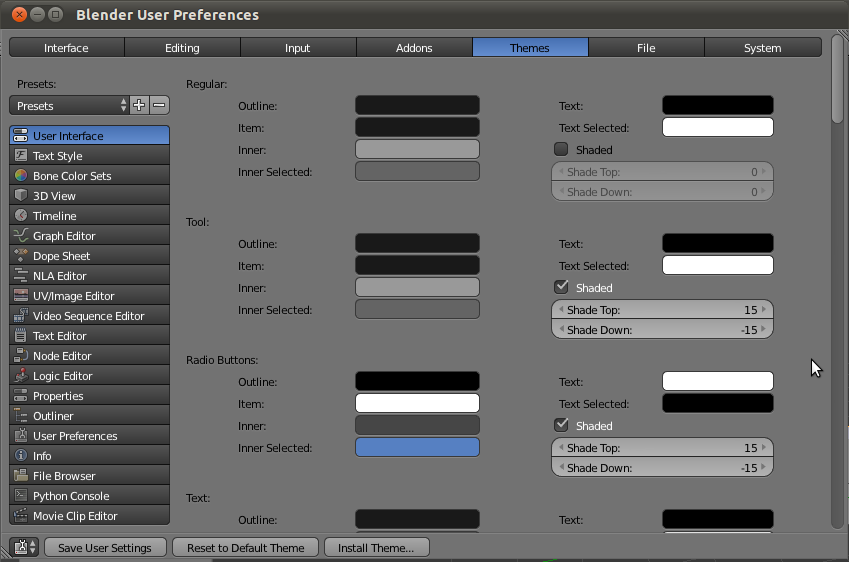 Blender User Preferences
Interface Editing Input Addons Themes File System
Presets:
Presets
User Interface
Text Style
Bone Color Sets
3D View
Timeline
Graph Editor
Dope Sheet
NLA Editor
UV/Image Editor
Video Sequence Editor
Text Editor
Node Editor
Logic Editor
Properties
Outliner
User Preferences
Info
File Browser
Python Console
Movie Clip Editor
Regular:
Outline: Text:
Item: Text Selected:
Inner: Shaded
Inner Selected: Shade Top: 0
Shade Down: 0
Tool:
Outline: Text:
Item: Text Selected:
Inner: Shaded
Inner Selected: Shade Top: 15
Shade Down: -15
Radio Buttons:
Outline: Text:
Item: Text Selected:
Inner: Shaded
Inner Selected: Shade Top: 15
Shade Down: -15
Text:
Outline: Text:
Save User Settings Reset to Default Theme Install Theme...